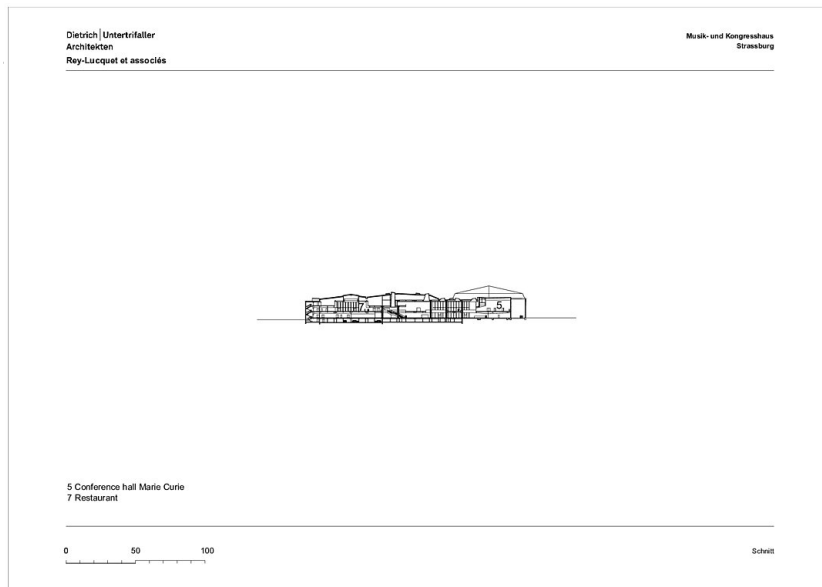 Dietrich|Untertrifaller
Architekten
Rey-Lucquet et associés
Musik- und Kongresshaus
Strassburg
7
5
5 Conference hall Marie Curie
7 Restaurant
0 50 100
Schnitt